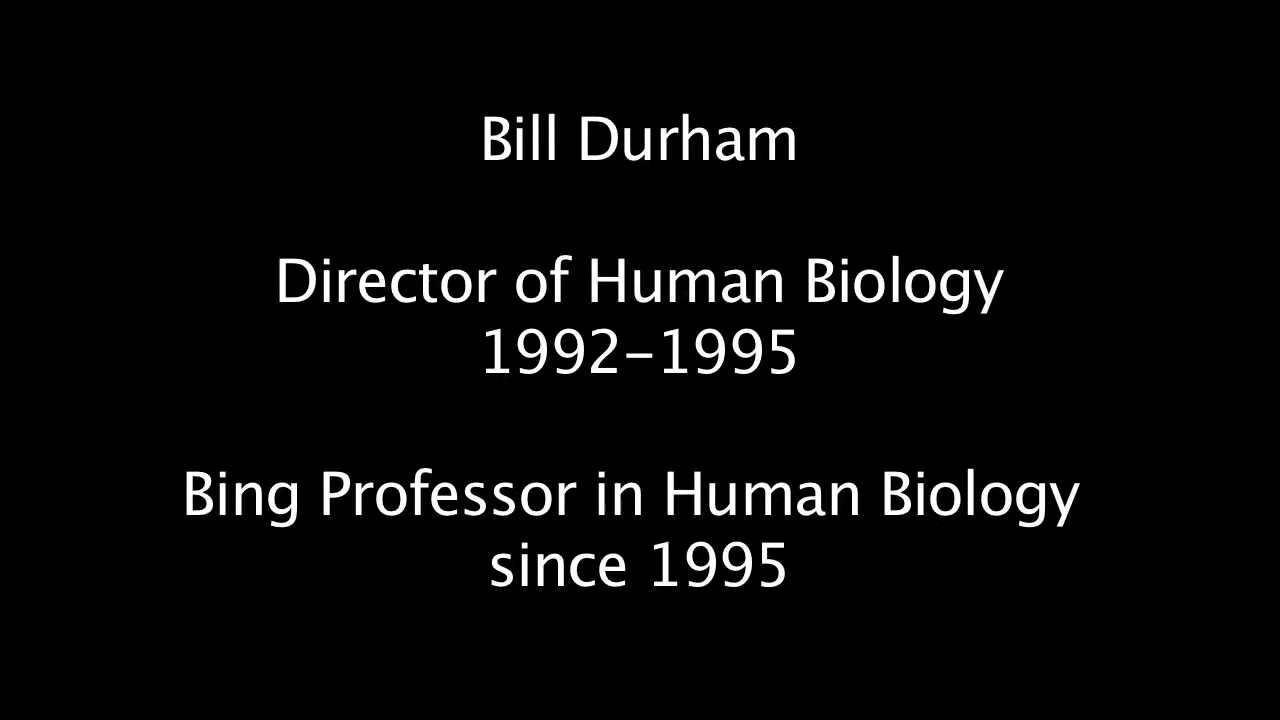 Bill Durham
Director of Human Biology
1992-1995
Bing Professor in Human Biology
since 1995